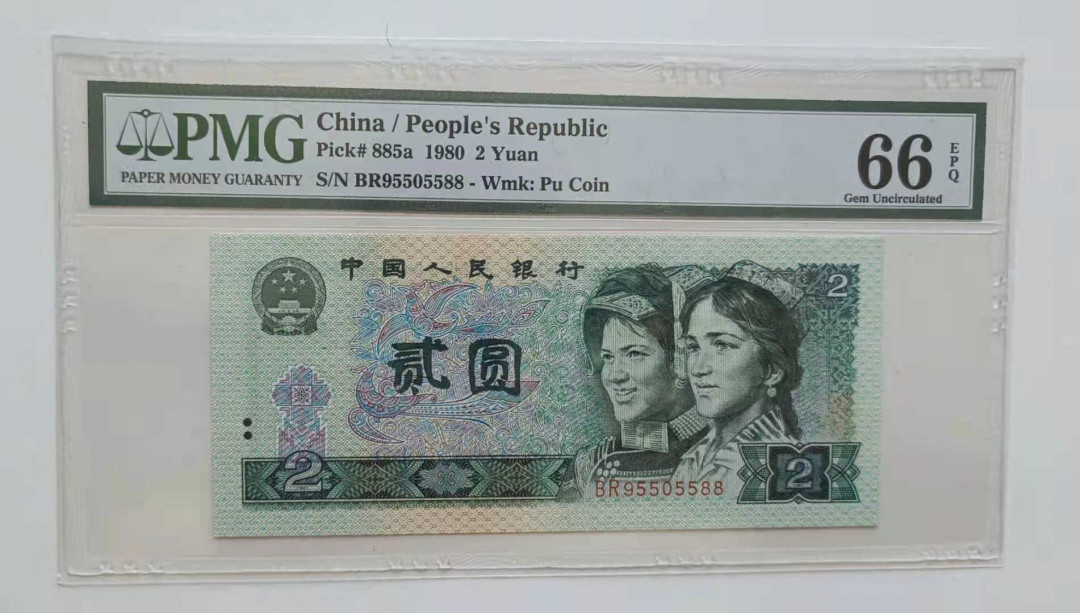 PMG
PAPER MONEY GUARANTY
China / People's Republic
Pick# 885a 1980 2 Yuan
S/N BR95505588 - Wmk: Pu Coin
66
EPQ
Gem Uncirculated
中国人民银行
2
贰圆
2
BR95505588
2